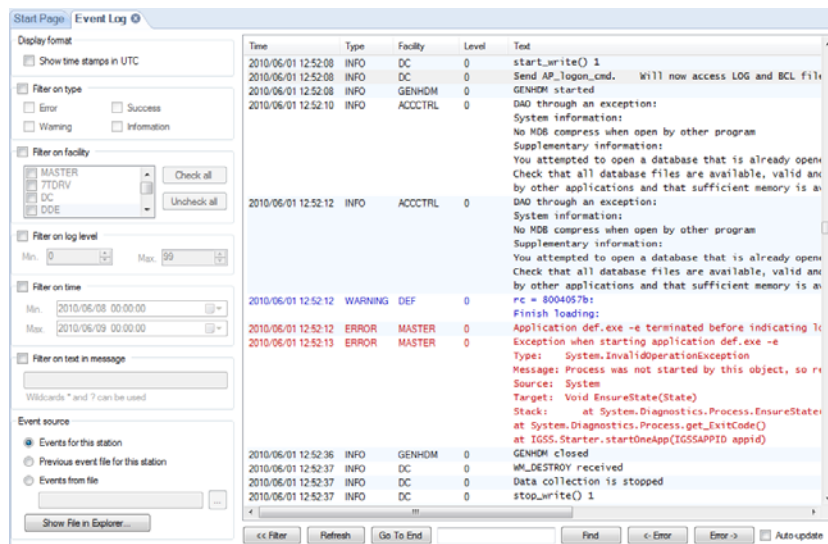 Start Page Event Log
Display format
Show time stamps in UTC
Filter on type
Error Success
Warning Information
Filter on facility
MASTER
7TDRV
DC
DDE
Check all
Uncheck all
Filter on log level
Min. 0 Max. 99
Filter on time
Min. 2010/06/08 00:00:00
Max. 2010/06/09 00:00:00
Filter on text in message
Wildcards * and ? can be used
Event source
Events for this station
Previous event file for this station
Events from file
...
Show File in Explorer...
Time Type Facility Level Text
2010/06/01 12:52:08 INFO DC 0 start_write() 1
2010/06/01 12:52:08 INFO DC 0 Send AP_logon_cmd. Will now access LOG and BCL file
2010/06/01 12:52:08 INFO GENHDM 0 GENHDM started
2010/06/01 12:52:10 INFO ACCCTRL 0 DAO through an exception:
System information:
No MDB compress when open by other program
Supplementary information:
You attempted to open a database that is already opene
Check that all database files are available, valid and
by other applications and that sufficient memory is av
2010/06/01 12:52:12 INFO ACCCTRL 0 DAO through an exception:
System information:
No MDB compress when open by other program
Supplementary information:
You attempted to open a database that is already opene
Check that all database files are available, valid and
by other applications and that sufficient memory is av
2010/06/01 12:52:12 WARNING DEF 0 rc = 8004057b:
Finish loading:
2010/06/01 12:52:12 ERROR MASTER 0 Application def.exe -e terminated before indicating lo
2010/06/01 12:52:13 ERROR MASTER 0 Exception when starting application def.exe -e
Type: System.InvalidOperationException
Message: Process was not started by this object, so re
Source: System
Target: Void EnsureState(State)
Stack: at System.Diagnostics.Process.EnsureState
at System.Diagnostics.Process.get_ExitCode()
at IGSS.Starter.startOneApp(IGSSAPPID appid)
2010/06/01 12:52:36 INFO GENHDM 0 GENHDM closed
2010/06/01 12:52:37 INFO DC 0 WM_DESTROY received
2010/06/01 12:52:37 INFO DC 0 Data collection is stopped
2010/06/01 12:52:37 INFO DC 0 stop_write() 1
<< Filter Refresh Go To End Find <- Error Error -> Auto update